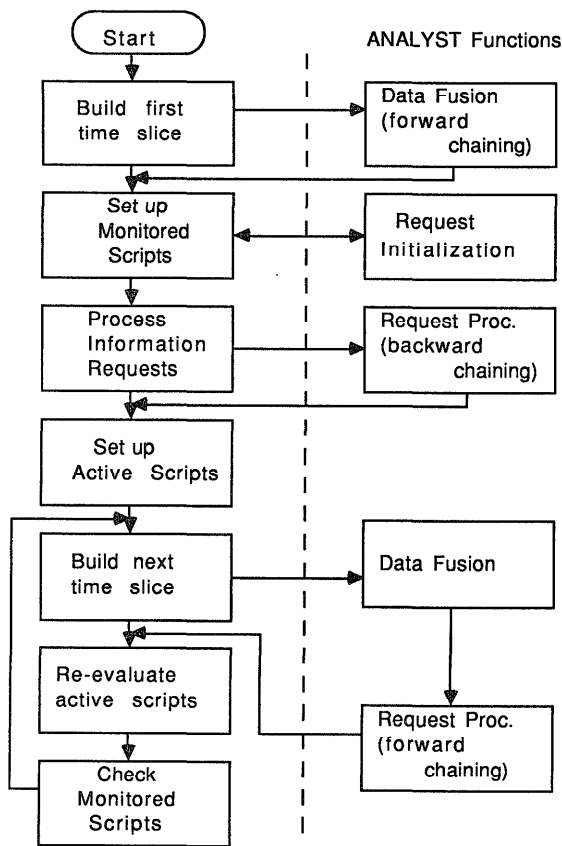 Start
ANALYST Functions
Build first
time slice
Data Fusion
(forward
chaining)
Set up
Monitored
Scripts
Request
Initialization
Process
Information
Requests
Request Proc.
(backward
chaining)
Set up
Active Scripts
Build next
time slice
Data Fusion
Re-evaluate
active scripts
Request Proc.
(forward
chaining)
Check
Monitored
Scripts